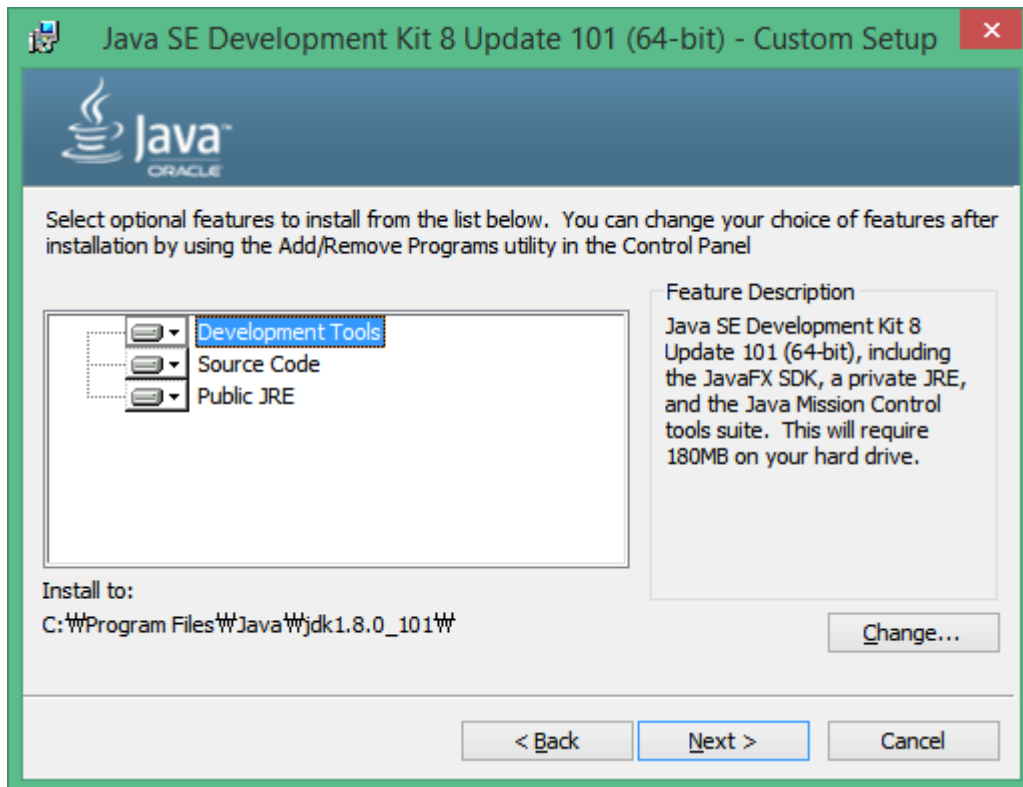 Java SE Development Kit 8 Update 101 (64-bit) - Custom Setup
Java™
ORACLE
Select optional features to install from the list below.  You can change your choice of features after
installation by using the Add/Remove Programs utility in the Control Panel
Development Tools
Source Code
Public JRE
Feature Description
Java SE Development Kit 8
Update 101 (64-bit), including
the JavaFX SDK, a private JRE,
and the Java Mission Control
tools suite.  This will require
180MB on your hard drive.
Install to:
C:₩Program Files₩Java₩jdk1.8.0_101₩
Change...
< Back
Next >
Cancel